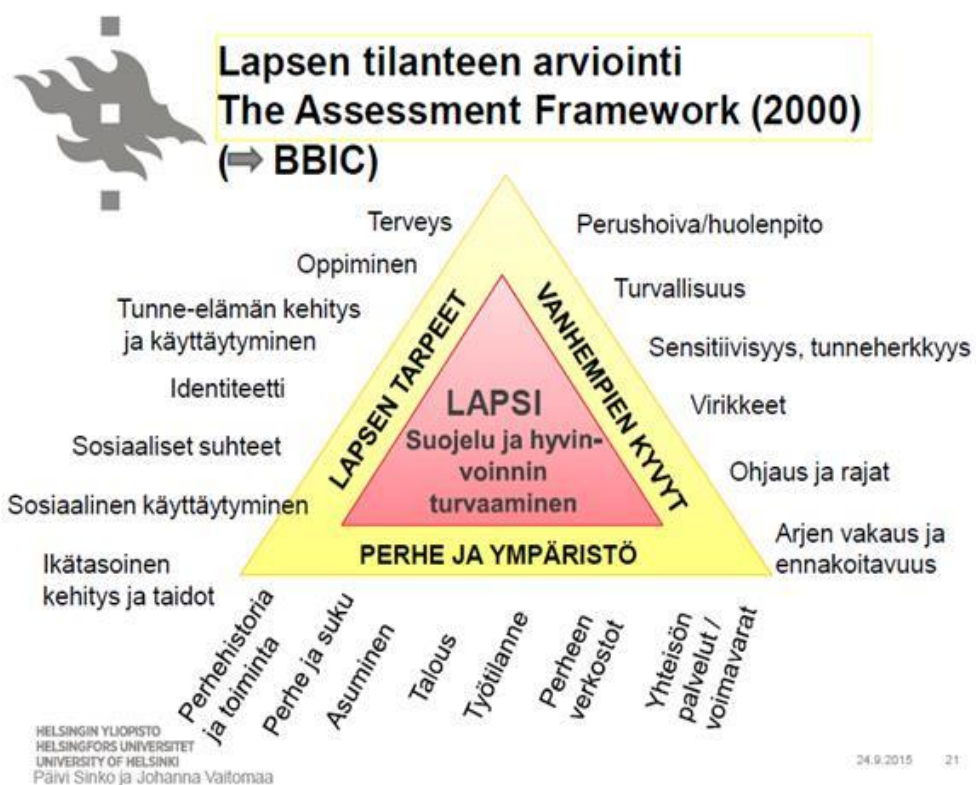 Lapsen tilanteen arviointi
The Assessment Framework (2000)
(⇒ BBIC)
Terveys
Oppiminen
Tunne-elämän kehitys
ja käyttäytyminen
Identiteetti
Sosiaaliset suhteet
Sosiaalinen käyttäytyminen
Ikätasoinen
kehitys ja taidot
LAPSEN TARPEET
LAPSI
Suojelu ja hyvin-
voinnin
turvaaminen
VANHEMPIEN KYVYT
Perushoiva/huolenpito
Turvallisuus
Sensitiivisyys, tunneherkkyys
Virikkeet
Ohjaus ja rajat
Arjen vakaus ja
ennakoitavuus
PERHE JA YMPÄRISTÖ
Perhehistoria
ja toiminta
Perhe ja suku
Asuminen
Talous
Työtilanne
Perheen
verkostot
Yhteisön
palvelut /
voimavarat
HELSINGIN YLIOPISTO
HELSINGFORS UNIVERSITET
UNIVERSITY OF HELSINKI
Päivi Sinko ja Johanna Vaitomaa
24.9.2015 21